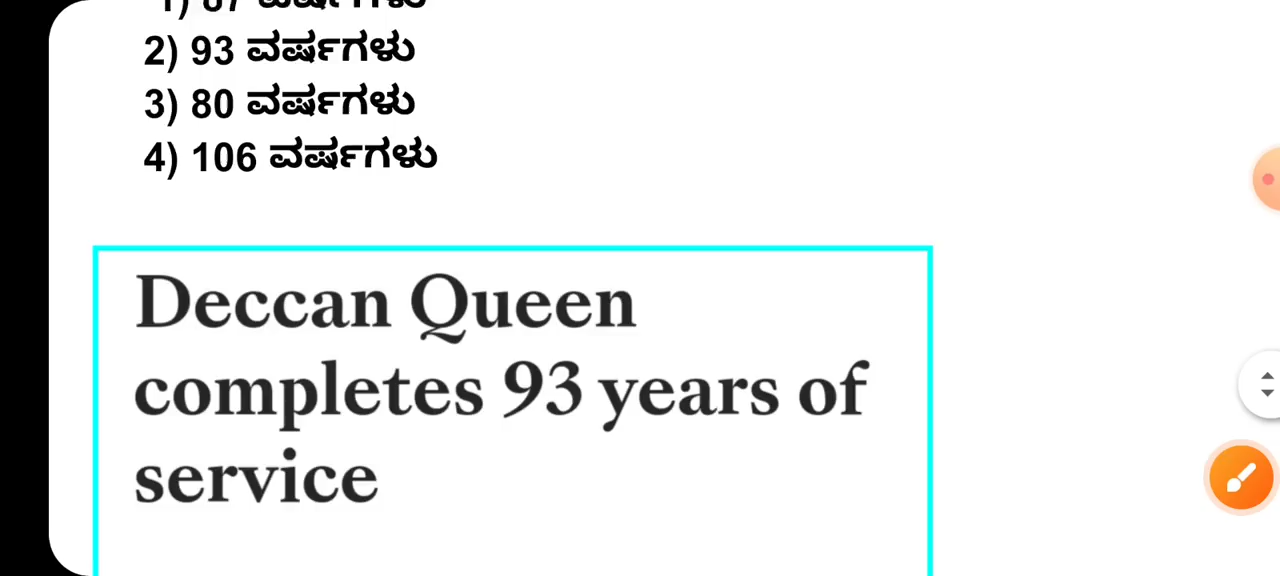 2) 93 ವರ್ಷಗಳು
3) 80 ವರ್ಷಗಳು
4) 106 ವರ್ಷಗಳು
Deccan Queen
completes 93 years of
service